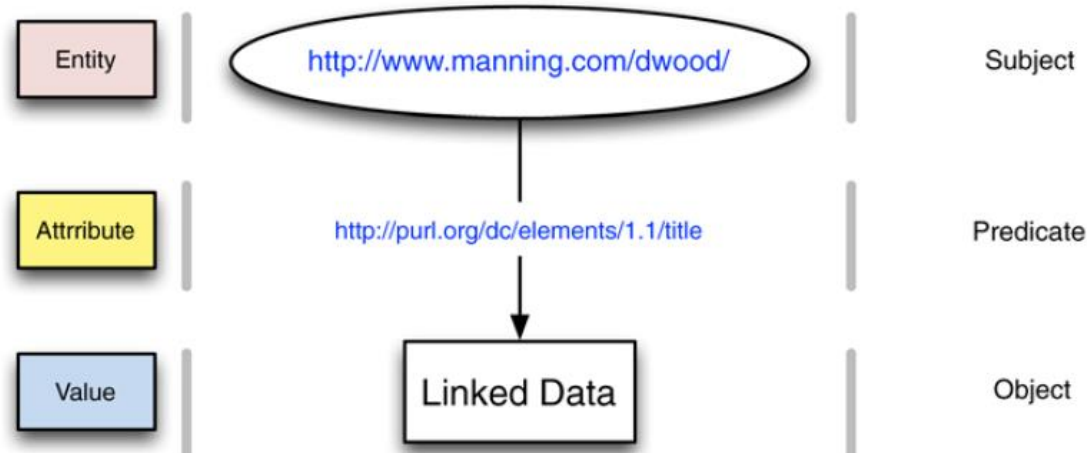 Entity
http://www.manning.com/dwood/
Subject
Attrribute
http://purl.org/dc/elements/1.1/title
Predicate
Value
Linked Data
Object